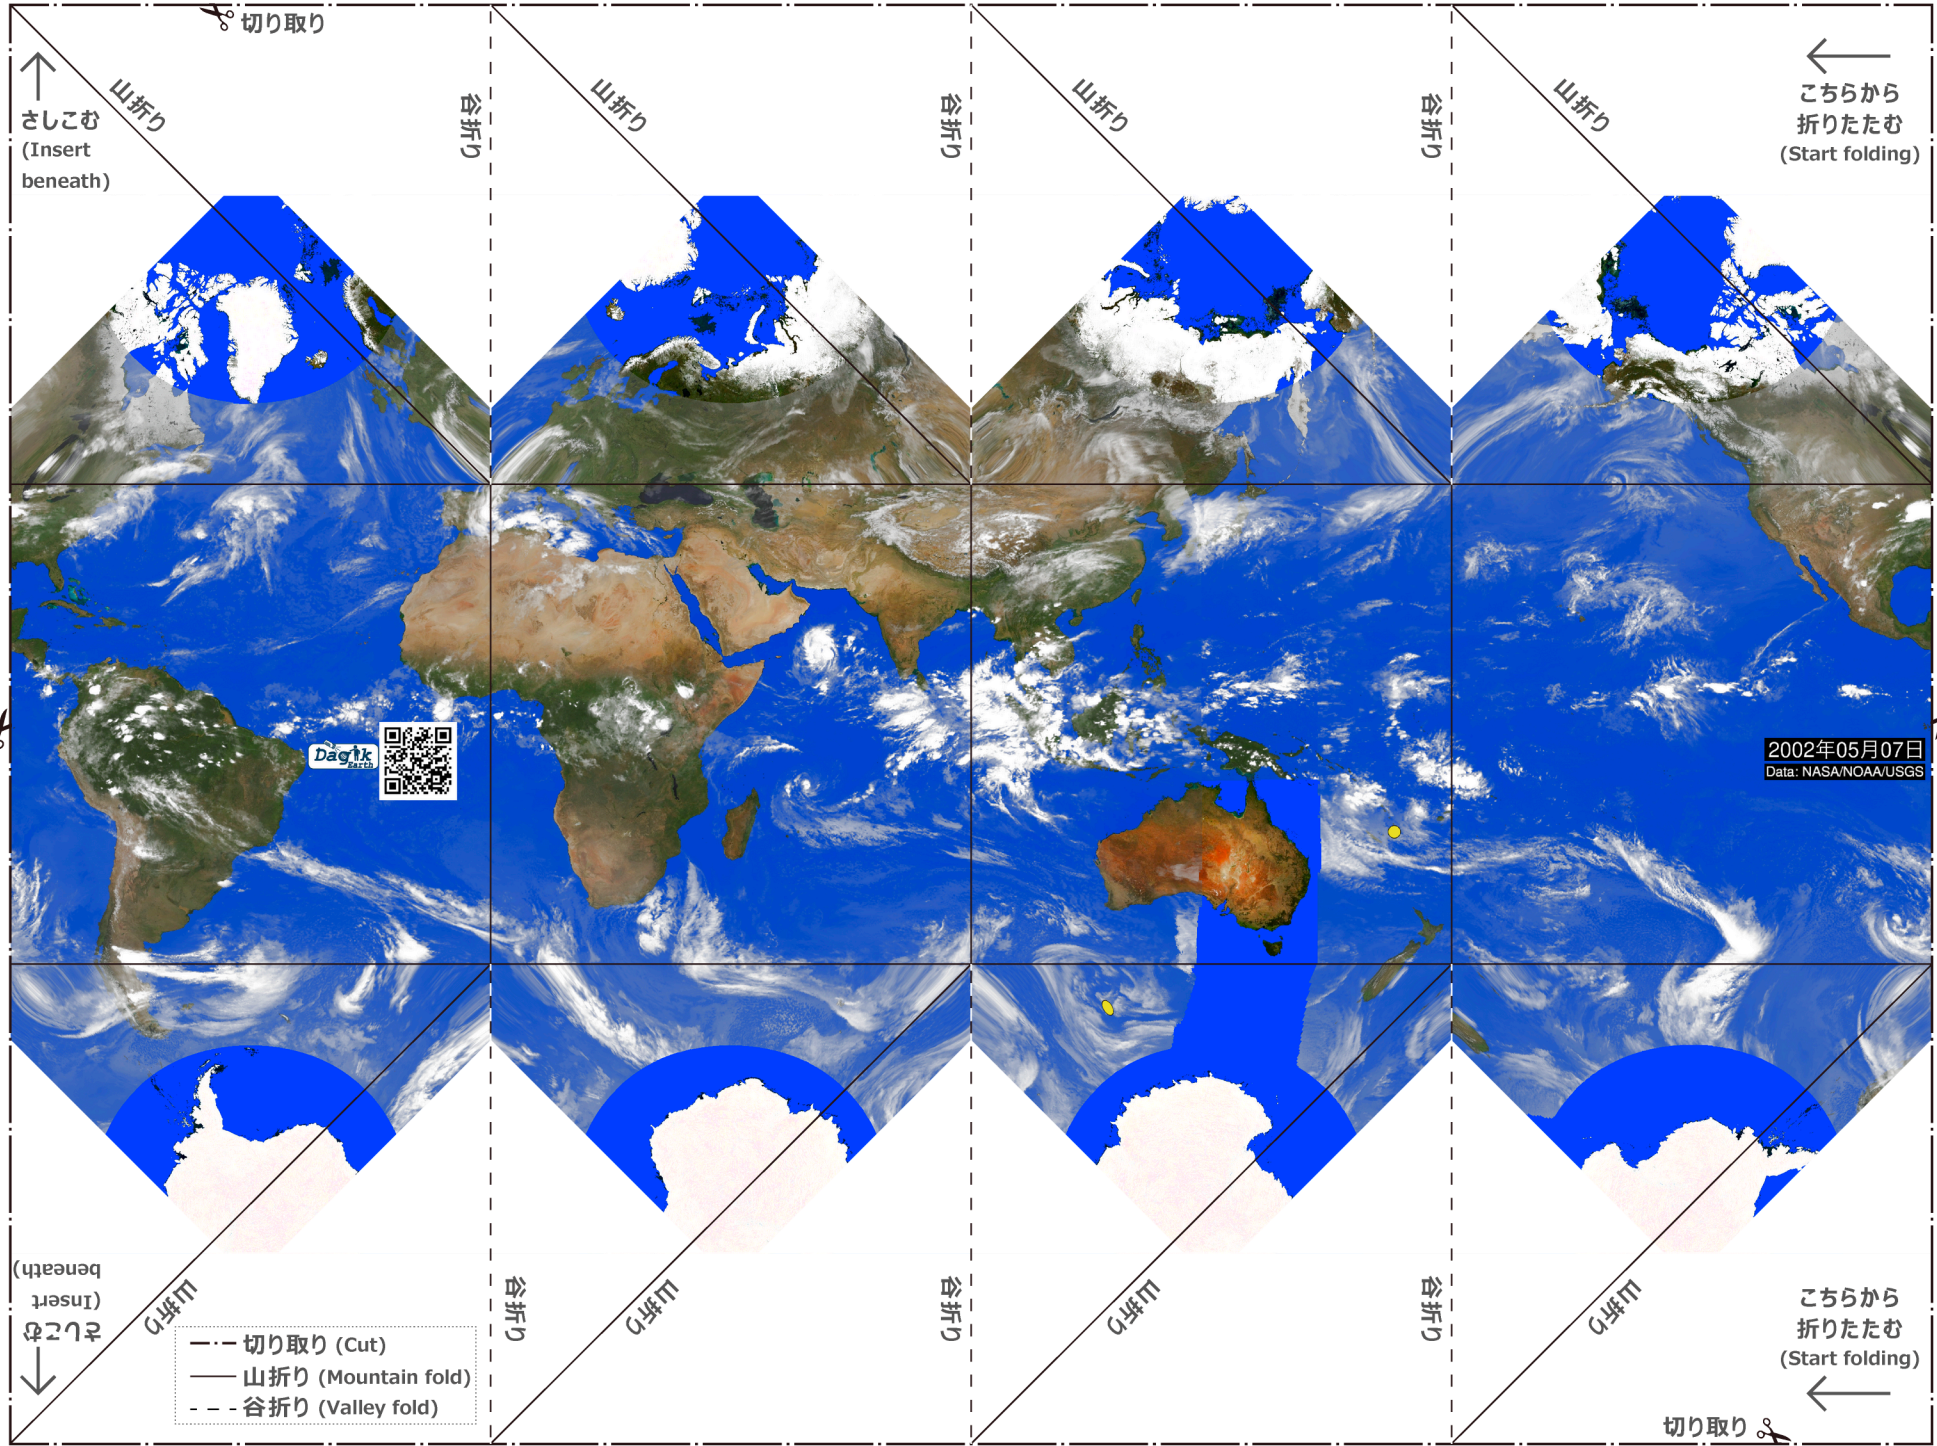 切り取り
さしこむ
(Insert
beneath)
山折り
谷折り
山折り
谷折り
山折り
谷折り
山折り
こちらから
折りたたむ
(Start folding)
Dagik
Earth
2002年05月07日
Data: NASA/NOAA/USGS
さしこむ
(Insert
beneath)
山折り
谷折り
山折り
谷折り
山折り
谷折り
山折り
こちらから
折りたたむ
(Start folding)
切り取り (Cut)
山折り (Mountain fold)
谷折り (Valley fold)
切り取り